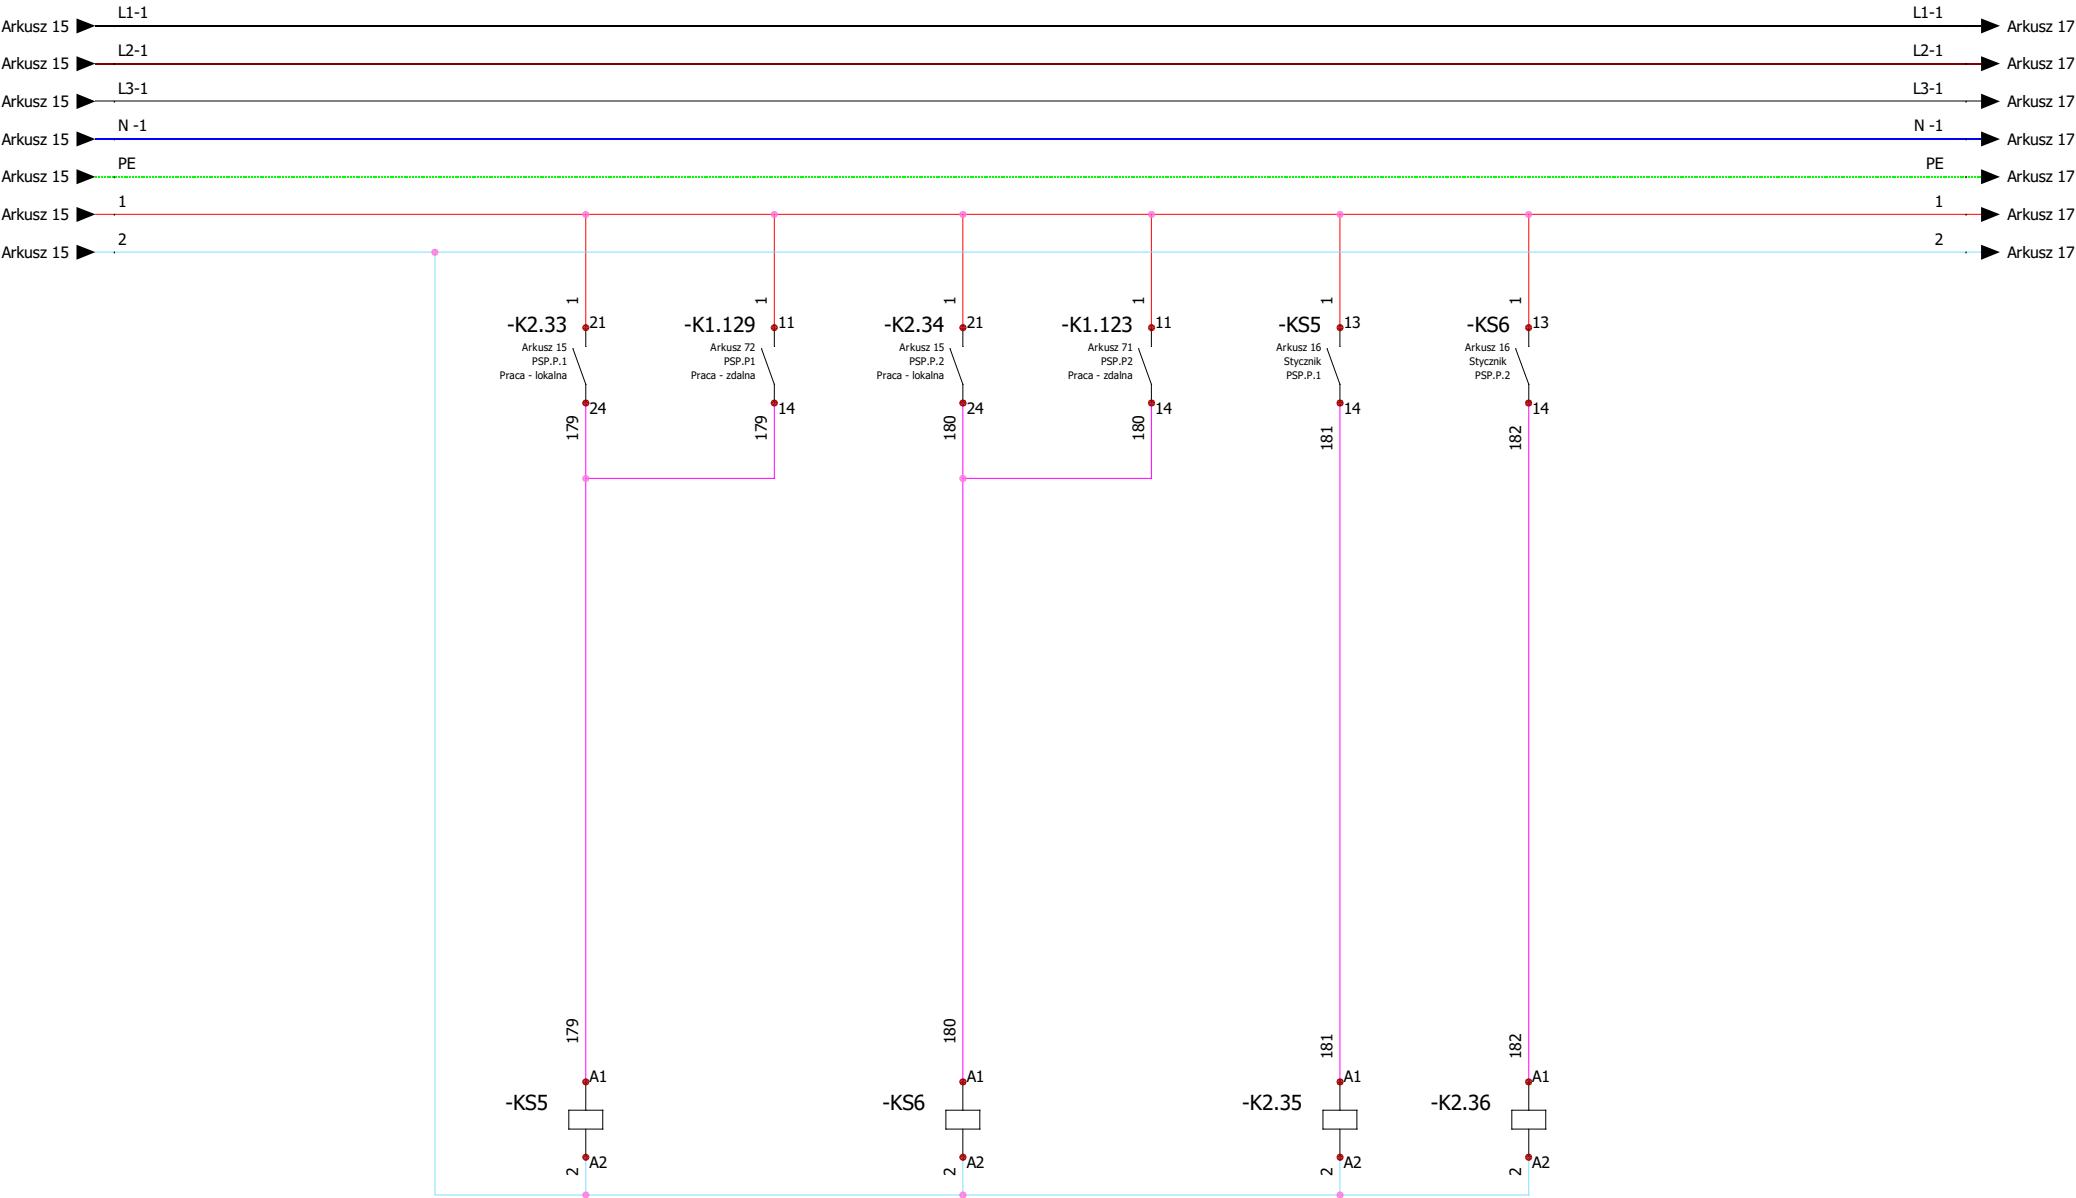 L1-1 L1-1
Arkusz 15 Arkusz 17
L2-1 L2-1
Arkusz 15 Arkusz 17
L3-1 L3-1
Arkusz 15 Arkusz 17
N -1 N -1
Arkusz 15 Arkusz 17
PE PE
Arkusz 15 Arkusz 17
1 1
Arkusz 15 Arkusz 17
2 2
Arkusz 15 Arkusz 17
1 1 1 1 1 1
-K2.33 21 -K1.129 11 -K2.34 21 -K1.123 11 -KS5 13 -KS6 13
Arkusz 15 Arkusz 72 Arkusz 15 Arkusz 71 Arkusz 16 Arkusz 16
PSP.P.1 PSP.P1 PSP.P.2 PSP.P2 Stycznik Stycznik
Praca - lokalna Praca - zdalna Praca - lokalna Praca - zdalna PSP.P.1 PSP.P.2
24 14 24 14 14 14
179 179 180 180 181 182
179 180 181 182
A1 A1 A1 A1
-KS5 -KS6 -K2.35 -K2.36
A2 A2 A2 A2
2 2 2 2